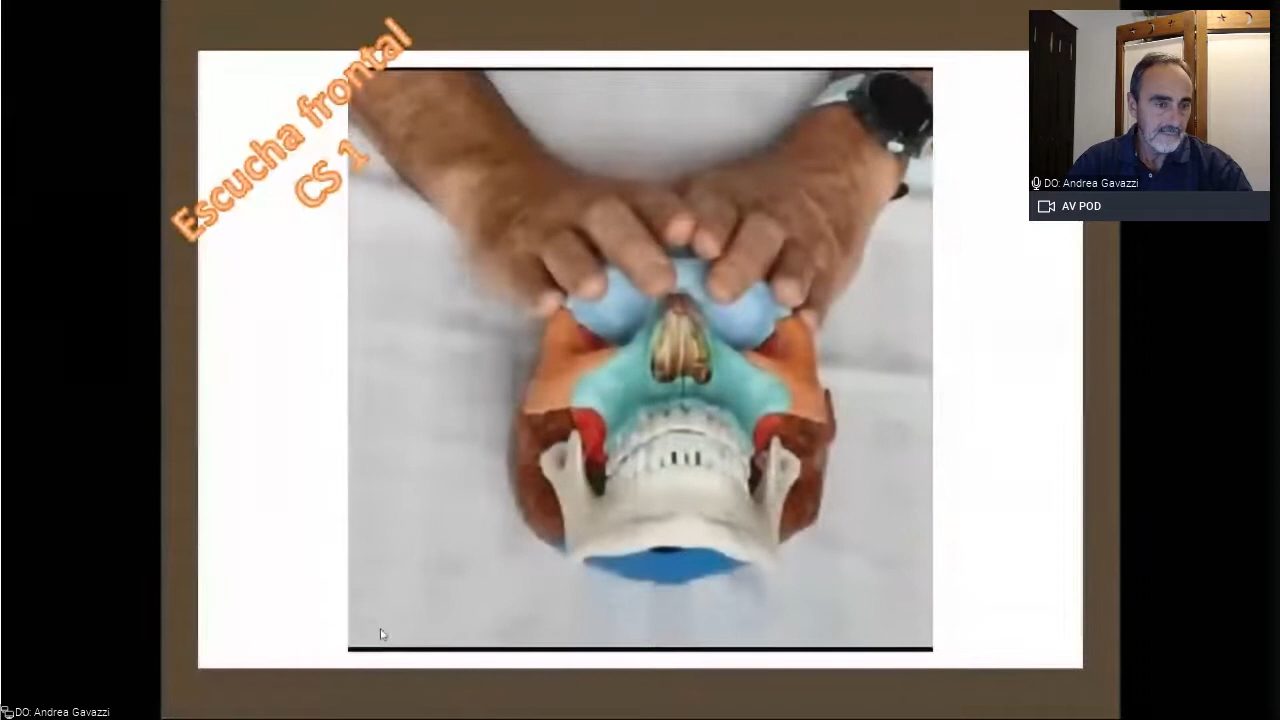 Escucha frontal
CS 1
DO: Andrea Gavazzi
AV POD
DO: Andrea Gavazzi